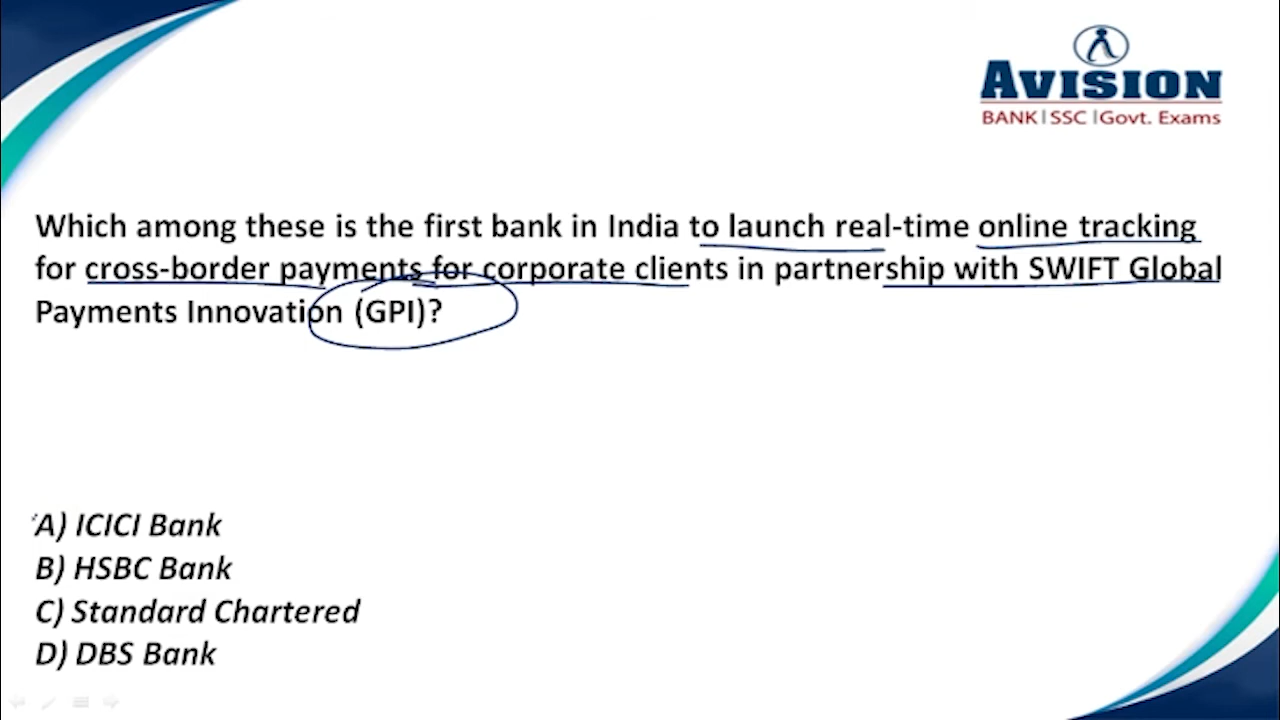 AVISION
BANK | SSC | Govt. Exams
Which among these is the first bank in India to launch real-time online tracking
for cross-border payments for corporate clients in partnership with SWIFT Global
Payments Innovation (GPI)?
A) ICICI Bank
B) HSBC Bank
C) Standard Chartered
D) DBS Bank